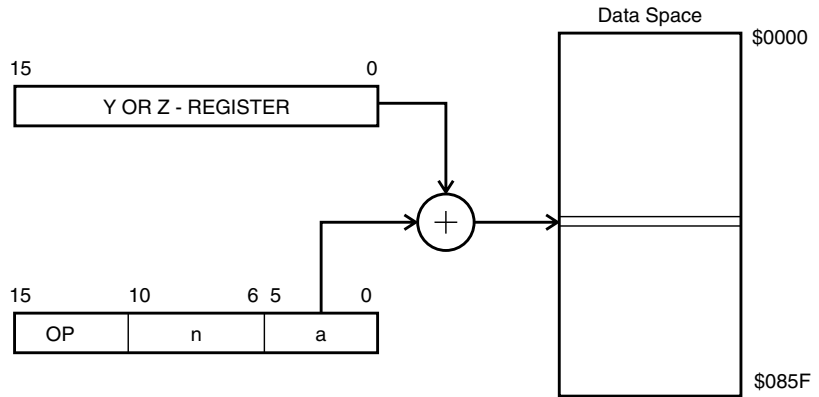 Data Space
$0000
15 0
Y OR Z - REGISTER
+
15 10 6 5 0
OP n a
$085F